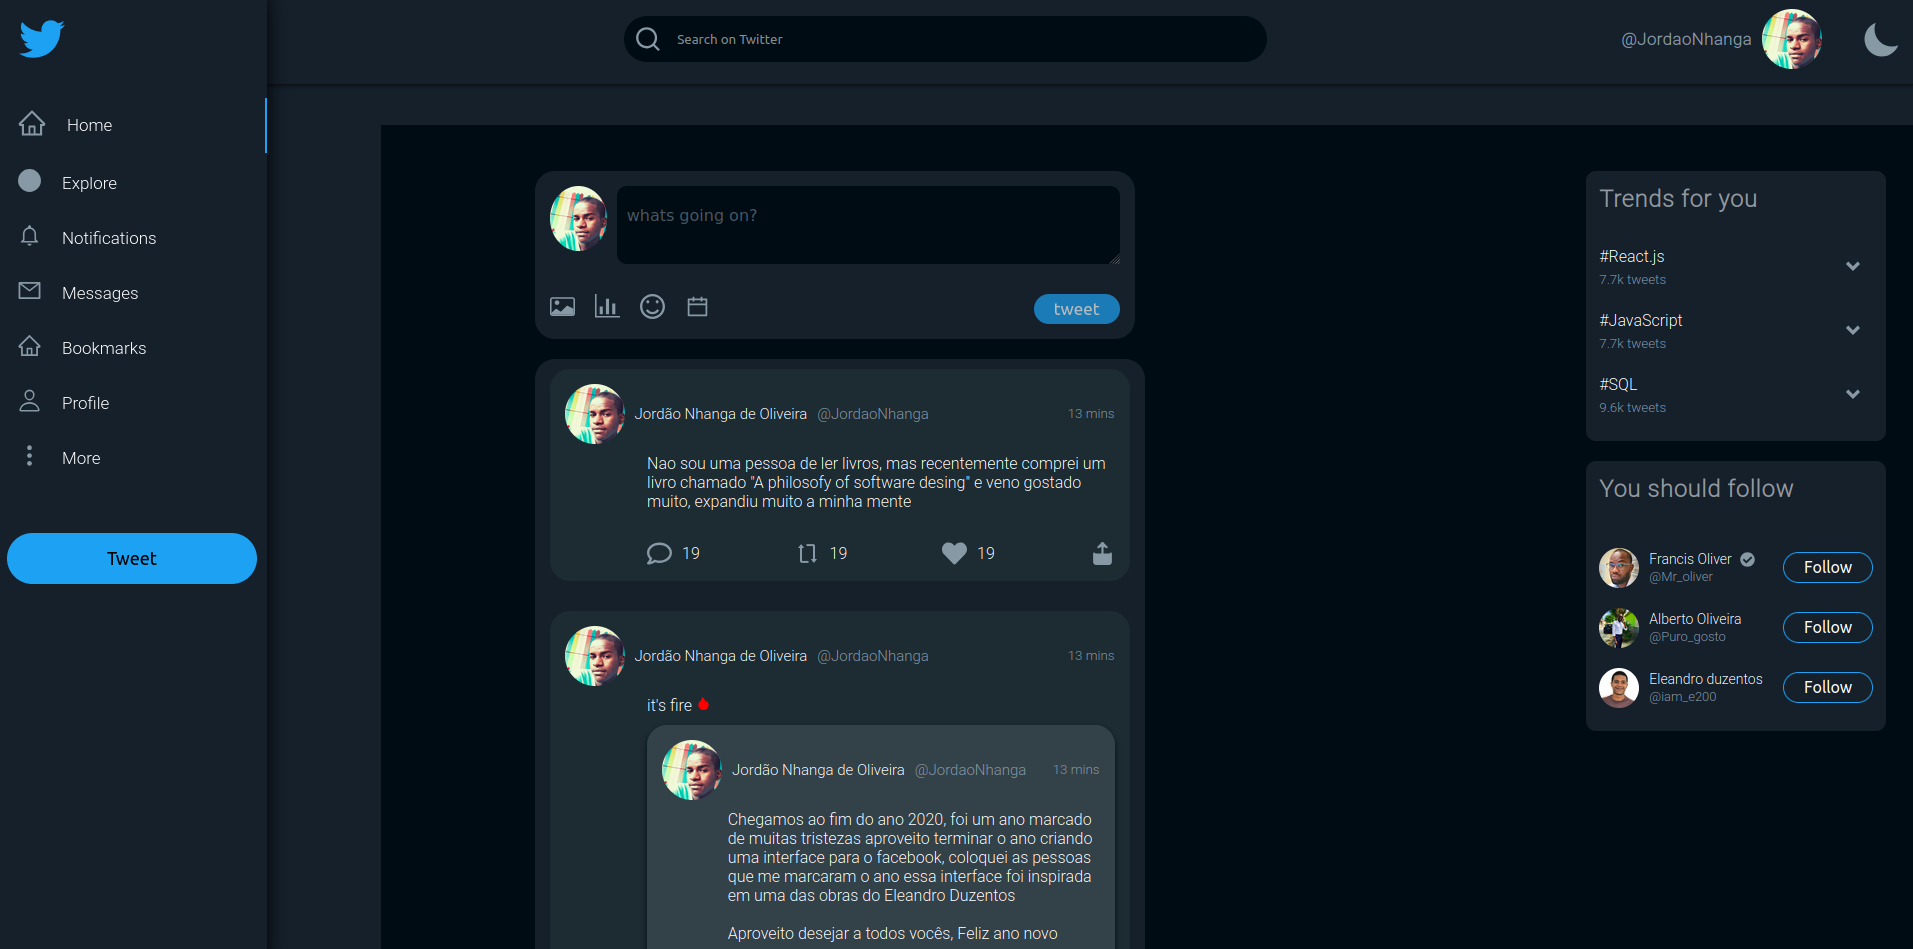 Search on Twitter
@JordaoNhanga
Home
Explore
Notifications
Messages
Bookmarks
Profile
More
Tweet
whats going on?
tweet
Jordão Nhanga de Oliveira @JordaoNhanga 13 mins
Nao sou uma pessoa de ler livros, mas recentemente comprei um
livro chamado "A philosofy of software desing" e veno gostado
muito, expandiu muito a minha mente
19 19 19
Jordão Nhanga de Oliveira @JordaoNhanga 13 mins
it's fire
Jordão Nhanga de Oliveira @JordaoNhanga 13 mins
Chegamos ao fim do ano 2020, foi um ano marcado
de muitas tristezas aproveito terminar o ano criando
uma interface para o facebook, coloquei as pessoas
que me marcaram o ano essa interface foi inspirada
em uma das obras do Eleandro Duzentos
Aproveito desejar a todos vocês, Feliz ano novo
Trends for you
#React.js
7.7k tweets
#JavaScript
7.7k tweets
#SQL
9.6k tweets
You should follow
Francis Oliver
@Mr_oliver
Follow
Alberto Oliveira
@Puro_gosto
Follow
Eleandro duzentos
@iam_e200
Follow